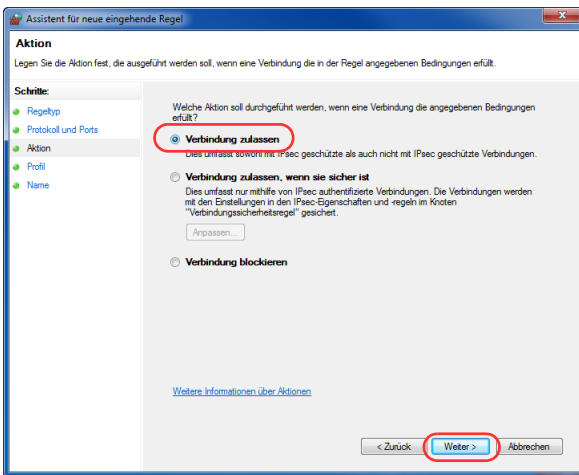 Assistent für neue eingehende Regel
Aktion
Legen Sie die Aktion fest, die ausgeführt werden soll, wenn eine Verbindung die in der Regel angegebenen Bedingungen erfüllt.
Schritte:
Regeltyp
Protokoll und Ports
Aktion
Profil
Name
Welche Aktion soll durchgeführt werden, wenn eine Verbindung die angegebenen Bedingungen
erfüllt?
Verbindung zulassen
Dies umfasst sowohl mit IPsec geschützte als auch nicht mit IPsec geschützte Verbindungen.
Verbindung zulassen, wenn sie sicher ist
Dies umfasst nur mithilfe von IPsec authentifizierte Verbindungen. Die Verbindungen werden
mit den Einstellungen in den IPsec-Eigenschaften und -regeln im Knoten
"Verbindungssicherheitsregel" gesichert.
Anpassen...
Verbindung blockieren
Weitere Informationen über Aktionen
< Zurück
Weiter >
Abbrechen